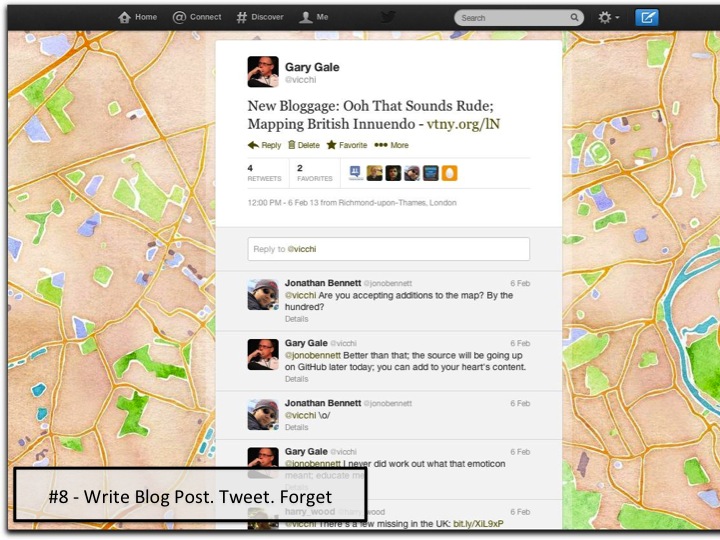 Home Connect Discover Me Search
Gary Gale
@vicchi
New Bloggage: Ooh That Sounds Rude;
Mapping British Innuendo - vtny.org/lN
Reply Delete Favorite More
4 2
RETWEETS FAVORITES
12:00 PM - 6 Feb 13 from Richmond-upon-Thames, London
Reply to @vicchi
Jonathan Bennett @jonobennett 6 Feb
@vicchi Are you accepting additions to the map? By the
hundred?
Details
Gary Gale @vicchi 6 Feb
@jonobennett Better than that; the source will be going up
on GitHub later today; you can add to your heart's content.
Details
Jonathan Bennett @jonobennett 6 Feb
@vicchi \o/
Details
Gary Gale @vicchi 6 Feb
@jonobennett I never did work out what that emoticon
meant; educate me
harry_wood @harry_wood 6 Feb
@vicchi There's a few missing in the UK: bit.ly/XiL9xP
#8 - Write Blog Post. Tweet. Forget